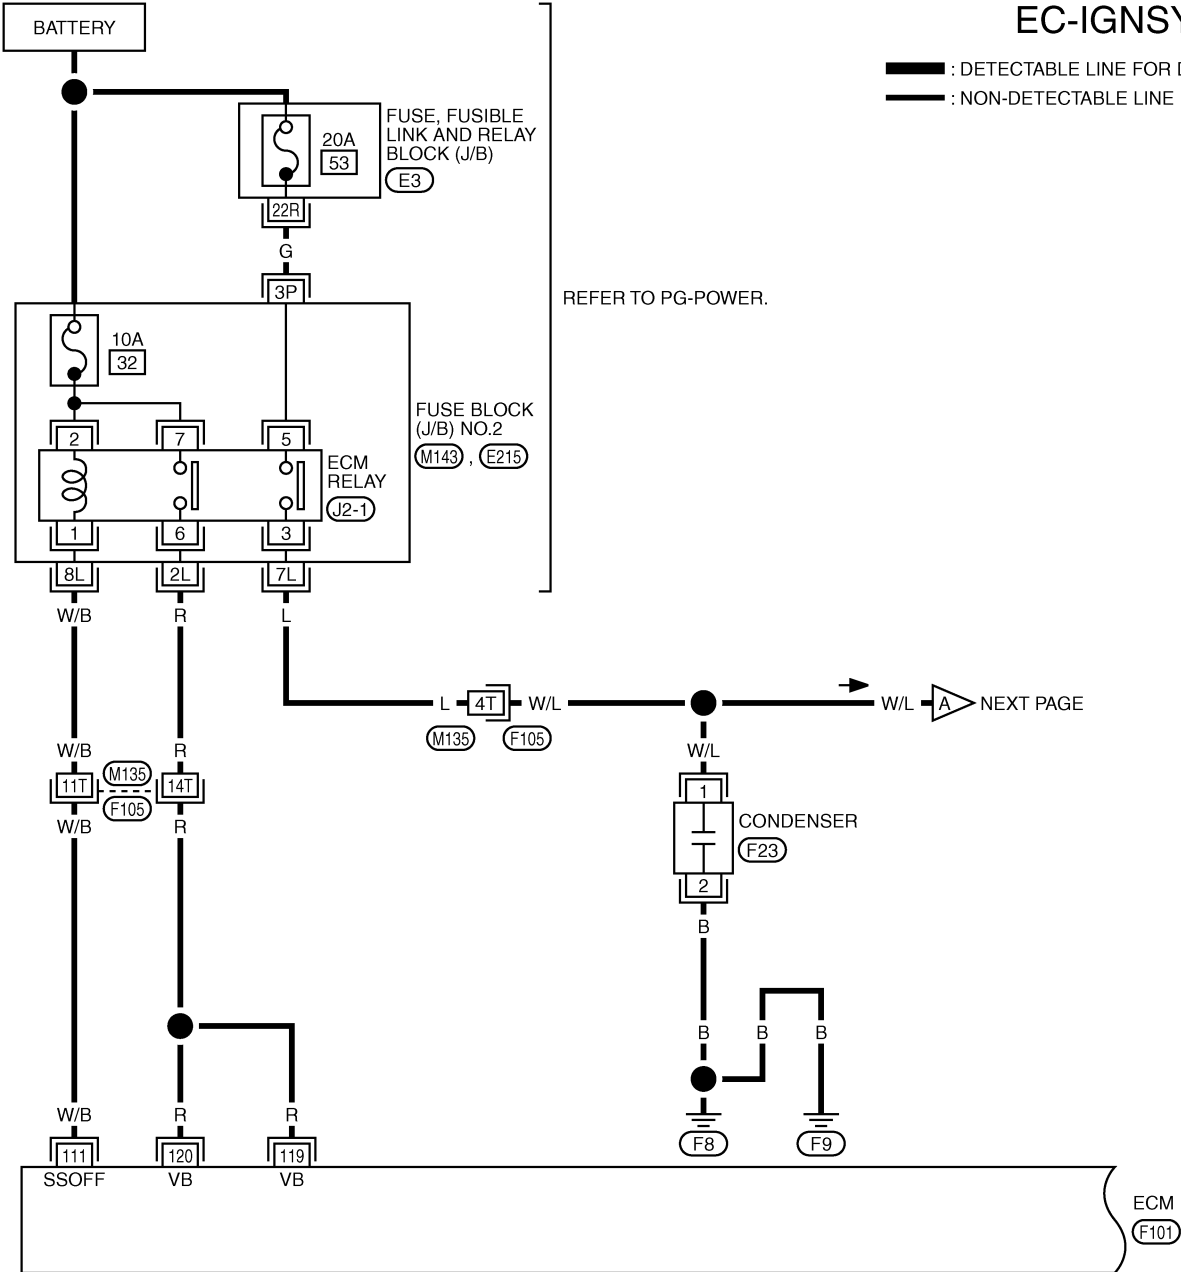 BATTERY
EC-IGNSY
: DETECTABLE LINE FOR D
: NON-DETECTABLE LINE
FUSE, FUSIBLE
LINK AND RELAY
BLOCK (J/B)
E3
20A
53
22R
G
3P
REFER TO PG-POWER.
10A
32
FUSE BLOCK
(J/B) NO.2
M143 , E215
2
7
5
ECM
RELAY
J2-1
1
6
3
8L
2L
7L
W/B
R
L
L
4T
W/L
W/L
A
NEXT PAGE
M135
F105
W/B
R
W/L
11T
M135
14T
F105
W/B
R
1
CONDENSER
F23
2
B
B
B
B
W/B
R
R
F8
F9
111
120
119
SSOFF
VB
VB
ECM
F101